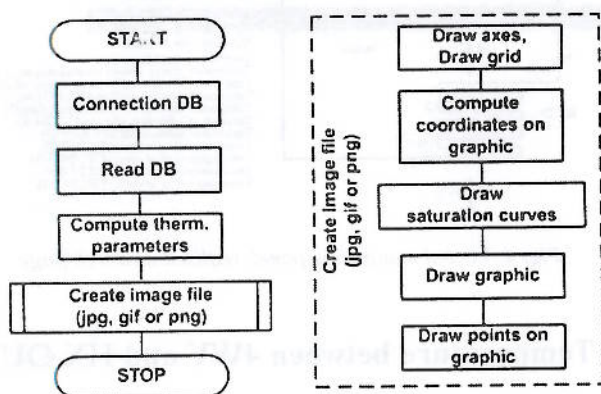 START
Connection DB
Read DB
Compute therm.
parameters
Create image file
(jpg, gif or png)
STOP
Create Image file
(jpg, gif or png)
Draw axes,
Draw grid
Compute
coordinates on
graphic
Draw
saturation curves
Draw graphic
Draw points on
graphic